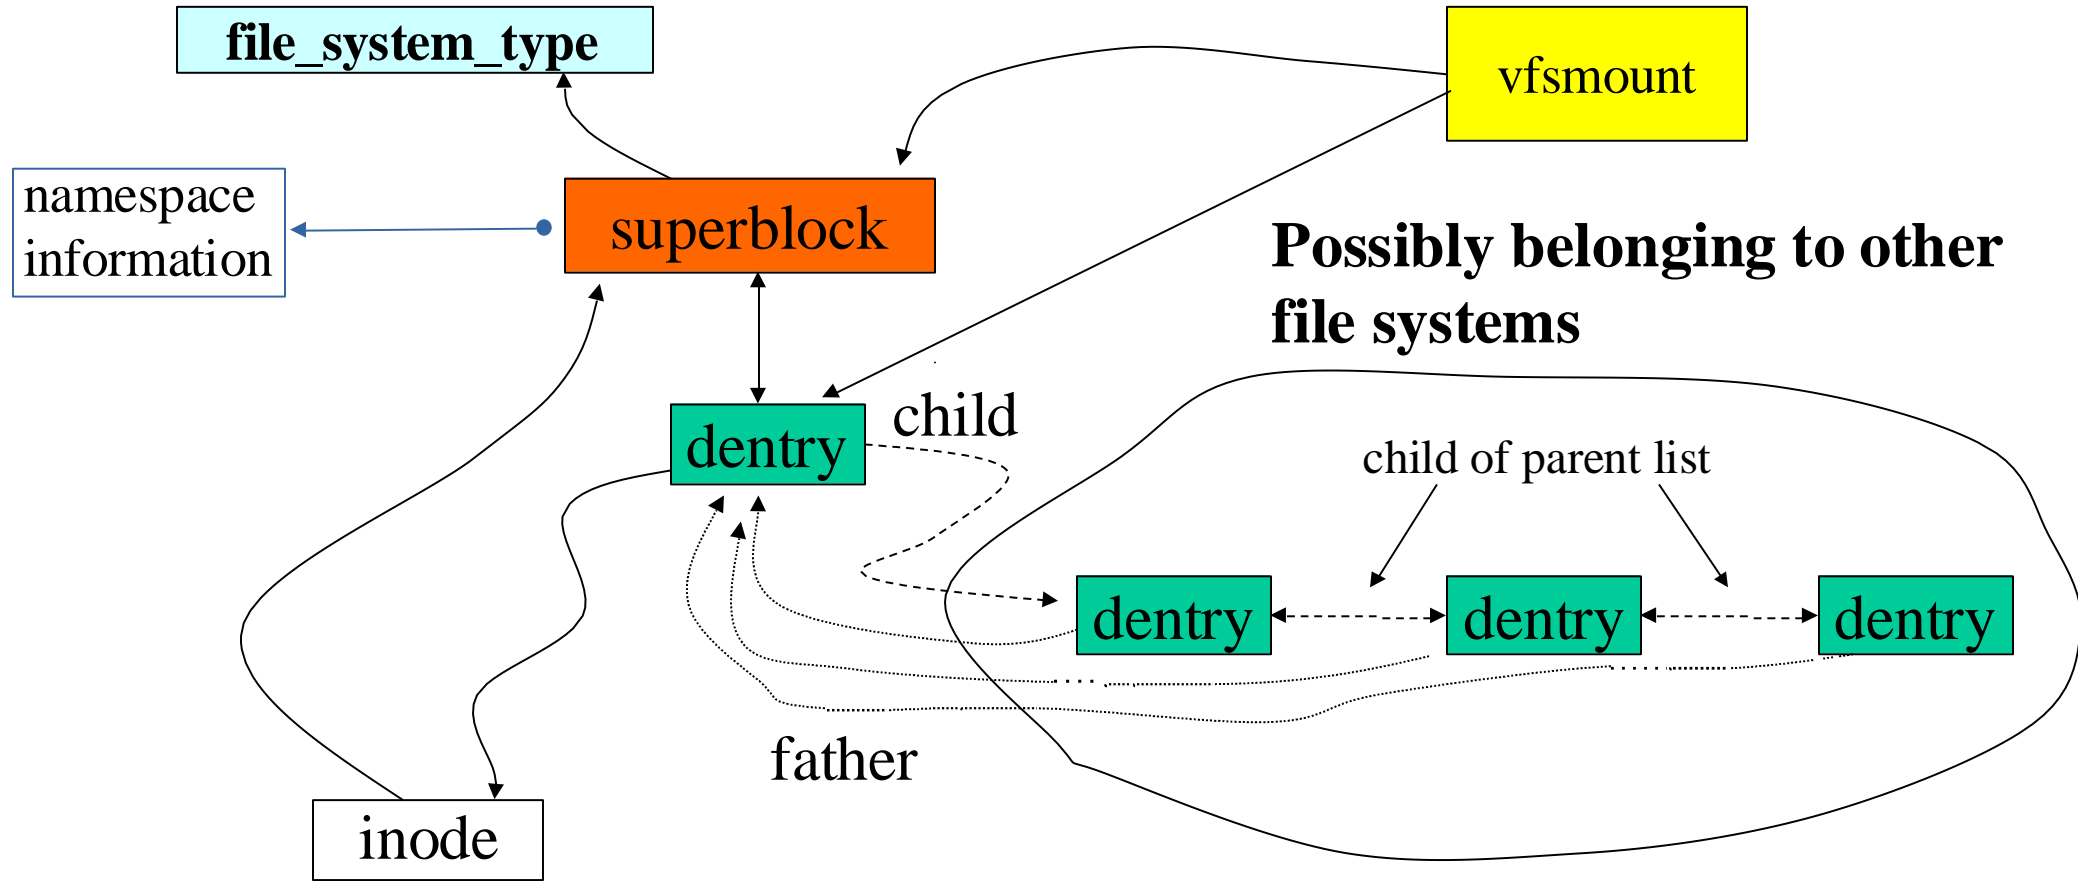 file_system_type
vfsmount
namespace
information
superblock
Possibly belonging to other
file systems
child
dentry
child of parent list
dentry
dentry
dentry
father
inode